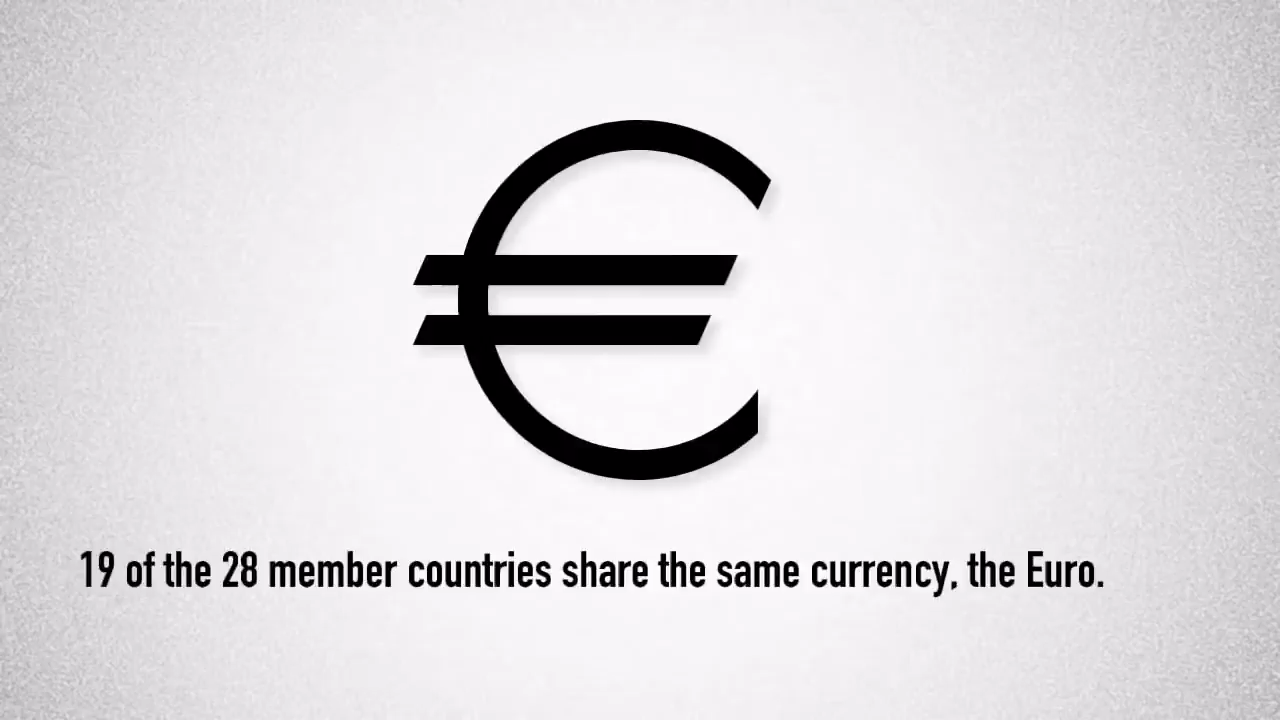 €
19 of the 28 member countries share the same currency, the Euro.